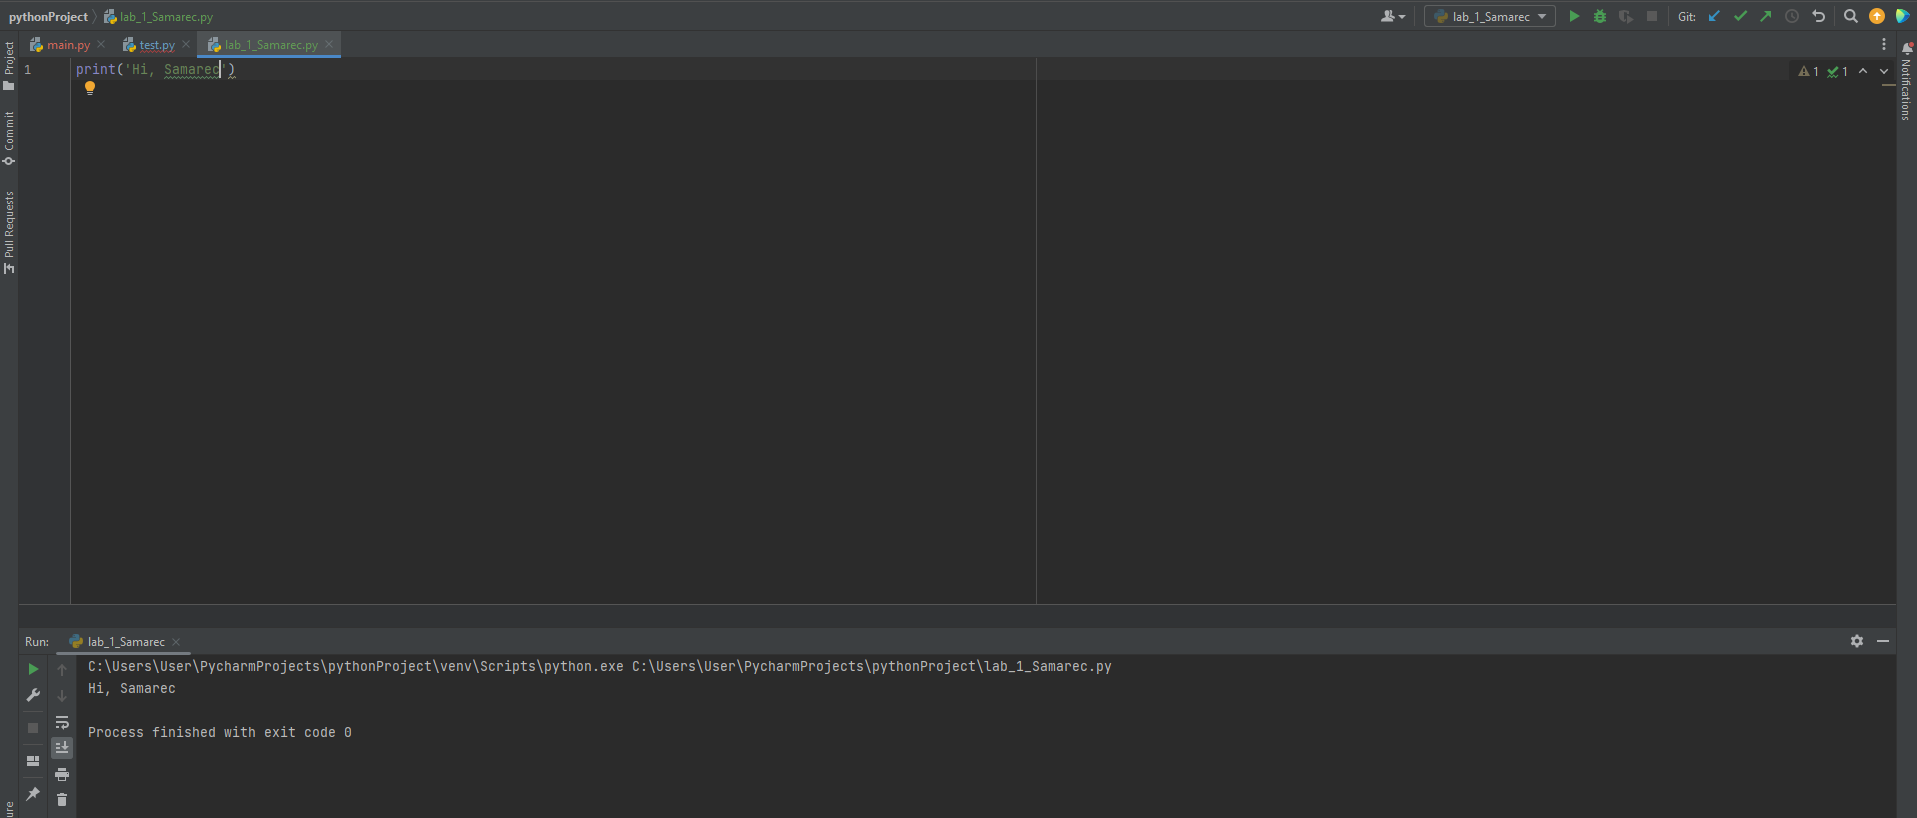 pythonProject lab_1_Samarec.py lab_1_Samarec Git:
main.py test.py lab_1_Samarec.py
Project
Commit
Pull Requests
1 print('Hi, Samarec')
1 1
Notifications
Run: lab_1_Samarec
C:\Users\User\PycharmProjects\pythonProject\venv\Scripts\python.exe C:\Users\User\PycharmProjects\pythonProject\lab_1_Samarec.py
Hi, Samarec
Process finished with exit code 0
ure